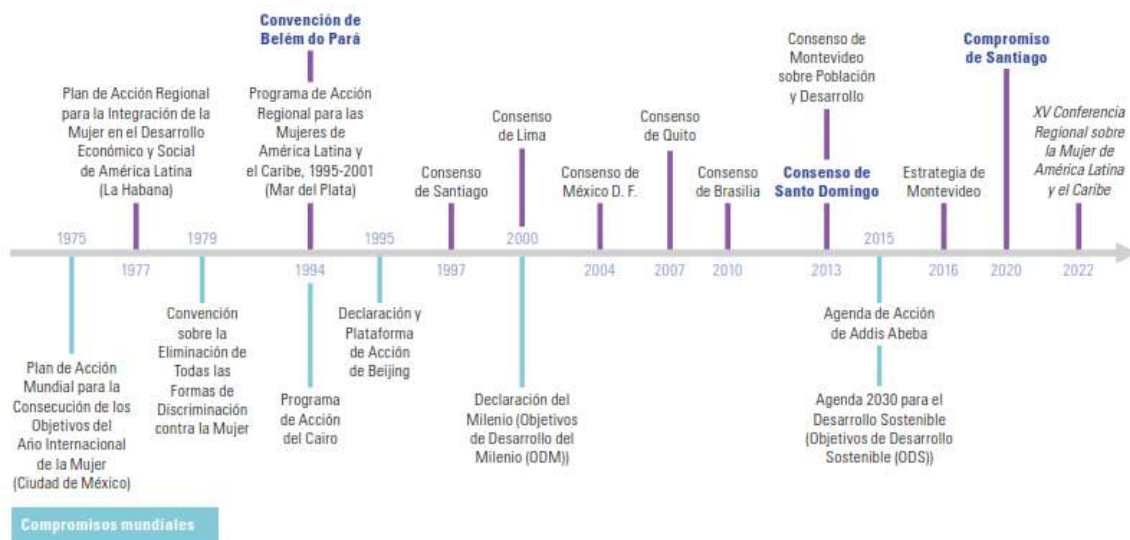 Convención de
Belém do Pará
Plan de Acción Regional
para la Integración de la
Mujer en el Desarrollo
Económico y Social
de América Latina
(La Habana)
Programa de Acción
Regional para las
Mujeres de
América Latina y
el Caribe, 1995-2001
(Mar del Plata)
Consenso
de Santiago
Consenso
de Lima
Consenso de
México D. F.
Consenso
de Quito
Consenso
de Brasilia
Consenso de
Montevideo
sobre Población
y Desarrollo
Consenso de
Santo Domingo
Estrategia de
Montevideo
Compromiso
de Santiago
XV Conferencia
Regional sobre
la Mujer de
América Latina
y el Caribe
1975
1979
1995
2000
2015
1977
1994
1997
2004
2007
2010
2013
2016
2020
2022
Plan de Acción
Mundial para la
Consecución de los
Objetivos del
Año Internacional
de la Mujer
(Ciudad de México)
Convención
sobre la
Eliminación de
Todas las
Formas de
Discriminación
contra la Mujer
Programa
de Acción
del Cairo
Declaración y
Plataforma
de Acción
de Beijing
Declaración del
Milenio (Objetivos
de Desarrollo del
Milenio (ODM))
Agenda de Acción
de Addis Abeba
Agenda 2030 para el
Desarrollo Sostenible
(Objetivos de Desarrollo
Sostenible (ODS))
Compromisos mundiales